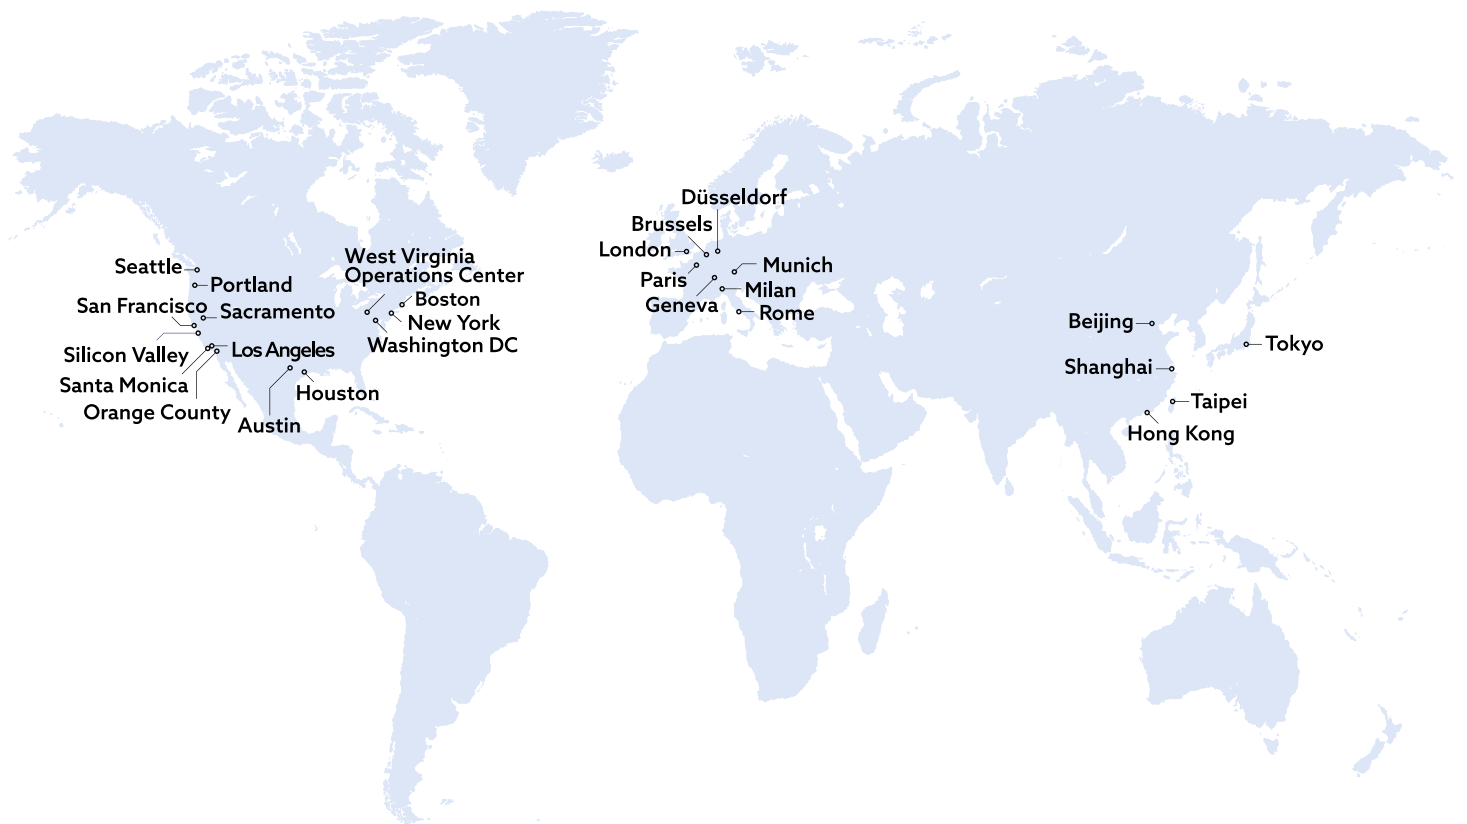 Seattle
Portland
San Francisco
Sacramento
Silicon Valley
Los Angeles
Santa Monica
Orange County
Austin
Houston
West Virginia
Operations Center
Boston
New York
Washington DC
Düsseldorf
Brussels
London
Paris
Geneva
Munich
Milan
Rome
Beijing
Tokyo
Shanghai
Taipei
Hong Kong